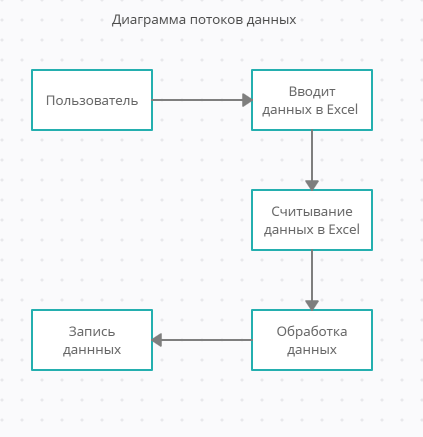 Диаграмма потоков данных
Пользователь
Вводит
данных в Excel
Считывание
данных в Excel
Обработка
данных
Запись
даннных